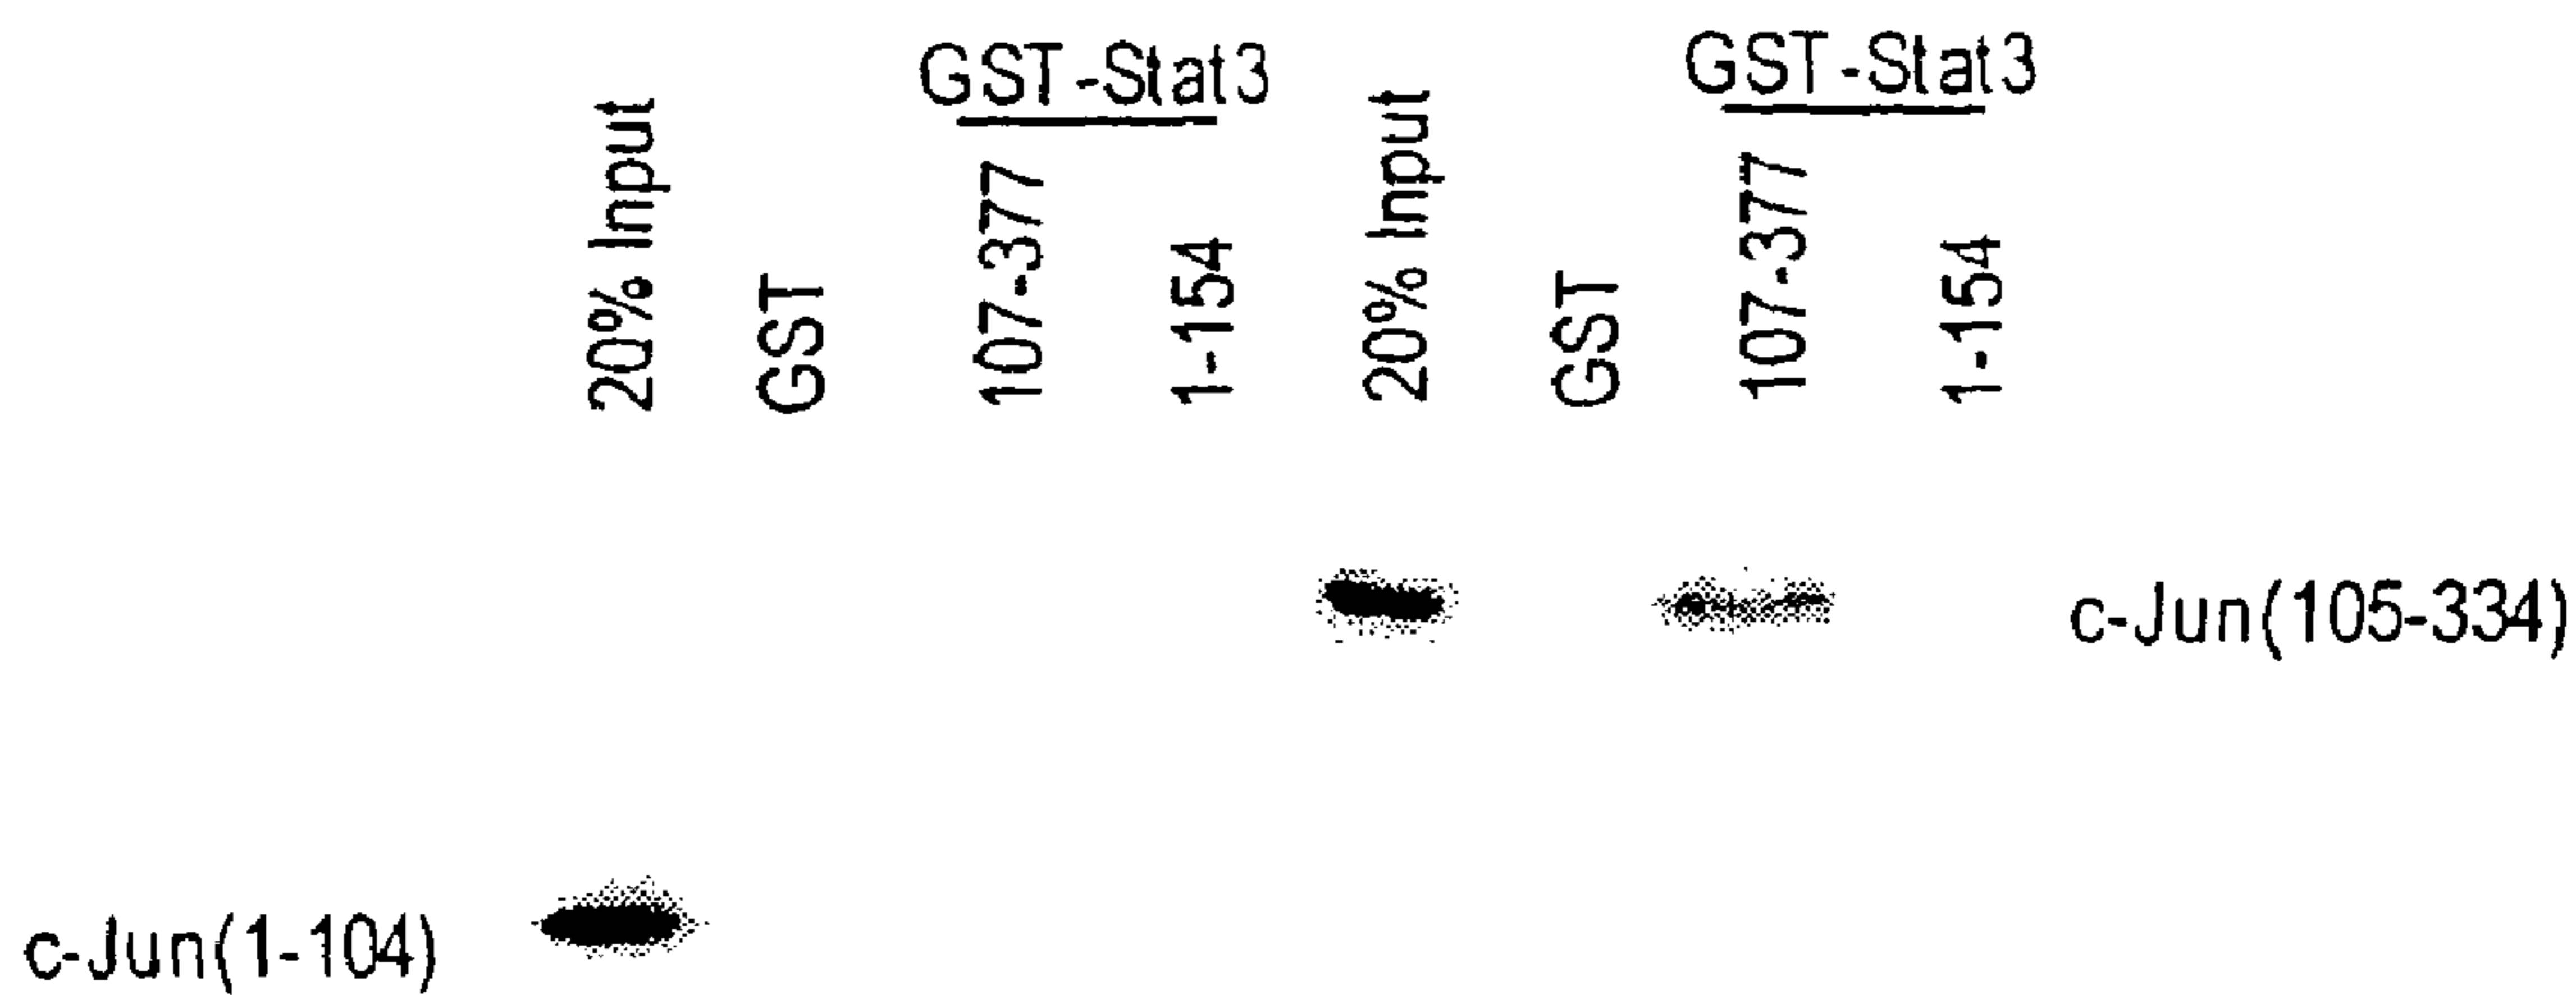 GST-Stat3
GST-Stat3
20% Input
GST
107-377
1-154
20% Input
GST
107-377
1-154
c-Jun(105-334)
c-Jun(1-104)